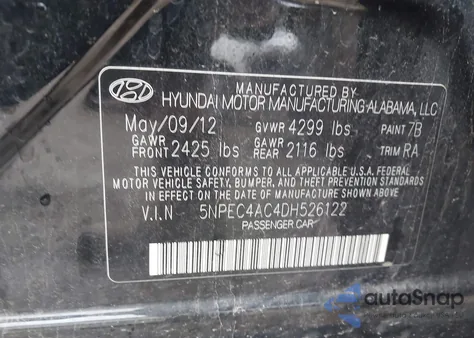 MANUFACTURED BY
HYUNDAI MOTOR MANUFACTURING ALABAMA, LLC
May/09/12 GVWR 4299 lbs PAINT 7B
GAWR FRONT 2425 lbs GAWR REAR 2116 lbs TRIM RA
THIS VEHICLE CONFORMS TO ALL APPLICABLE U.S.A. FEDERAL
MOTOR VEHICLE SAFETY, BUMPER, AND THEFT PREVENTION STANDARDS
IN EFFECT ON THE DATE OF MANUFACTURE SHOWN ABOVE.
V.I.N 5NPEC4AC4DH526122
PASSENGER CAR
autoSnap